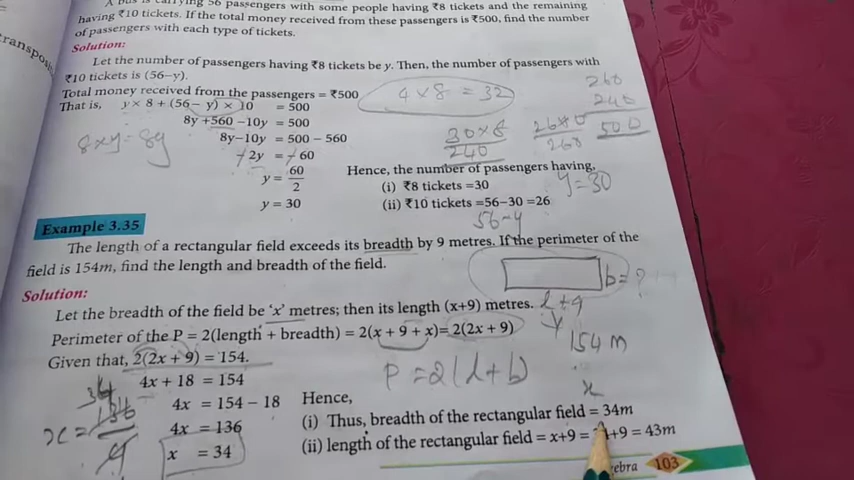 A bus is carrying 56 passengers with some people having ₹8 tickets and the remaining
having ₹10 tickets. If the total money received from these passengers is ₹500, find the number
of passengers with each type of tickets.
Solution:
Let the number of passengers having ₹8 tickets be y. Then, the number of passengers with
₹10 tickets is (56–y).
Total money received from the passengers = ₹500
That is, y × 8 + (56 – y) × 10 = 500
8y +560 –10y = 500
8y–10y = 500 – 560
– 2y = – 60
y = 60/2
y = 30
4 × 8 = 32
8 x y = 8y
30 x 8
240
260
260
240
500
Hence, the number of passengers having,
(i) ₹8 tickets =30
y = 30
(ii) ₹10 tickets =56–30 =26
56–y
Example 3.35
The length of a rectangular field exceeds its breadth by 9 metres. If the perimeter of the
field is 154m, find the length and breadth of the field.
b = ?
Solution:
Let the breadth of the field be ‘x’ metres; then its length (x+9) metres.
Perimeter of the P = 2(length + breadth) = 2(x + 9 + x)= 2(2x + 9)
154 m
Given that, 2(2x + 9) = 154.
P = 2(l + b)
4x + 18 = 154
4x = 154 – 18
4x = 136
x = 34
34
x = 136
4
Hence,
x
(i) Thus, breadth of the rectangular field = 34m
(ii) length of the rectangular field = x+9 = +9 = 43m
103